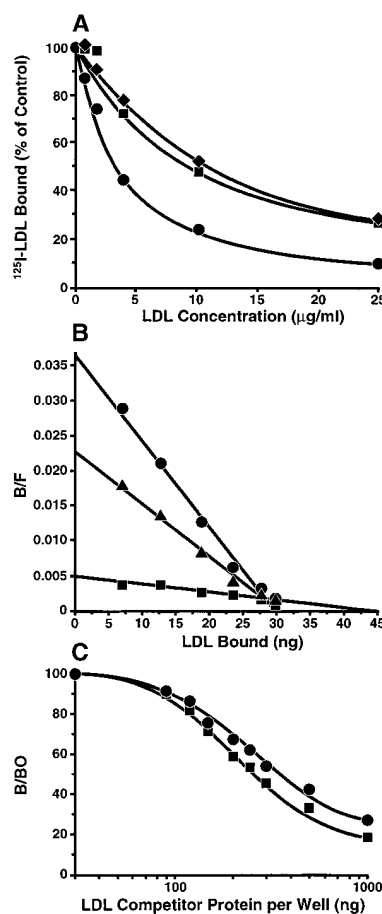 A
100
80
60
40
20
0
¹²⁵I-LDL Bound (% of Control)
0 5 10 15 20 25
LDL Concentration (μg/ml)
B
0.035
0.030
0.025
0.020
0.015
0.010
0.005
0
B/F
0 5 10 15 20 25 30 35 40 45
LDL Bound (ng)
C
100
80
60
40
20
0
B/BO
100 1000
LDL Competitor Protein per Well (ng)